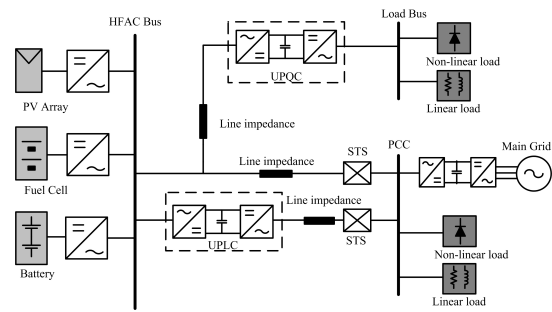 HFAC Bus
Load Bus
PV Array
UPQC
Non-linear load
Linear load
Line impedance
Fuel Cell
STS
PCC
Main Grid
Line impedance
Line impedance
Battery
UPLC
STS
Non-linear load
Linear load